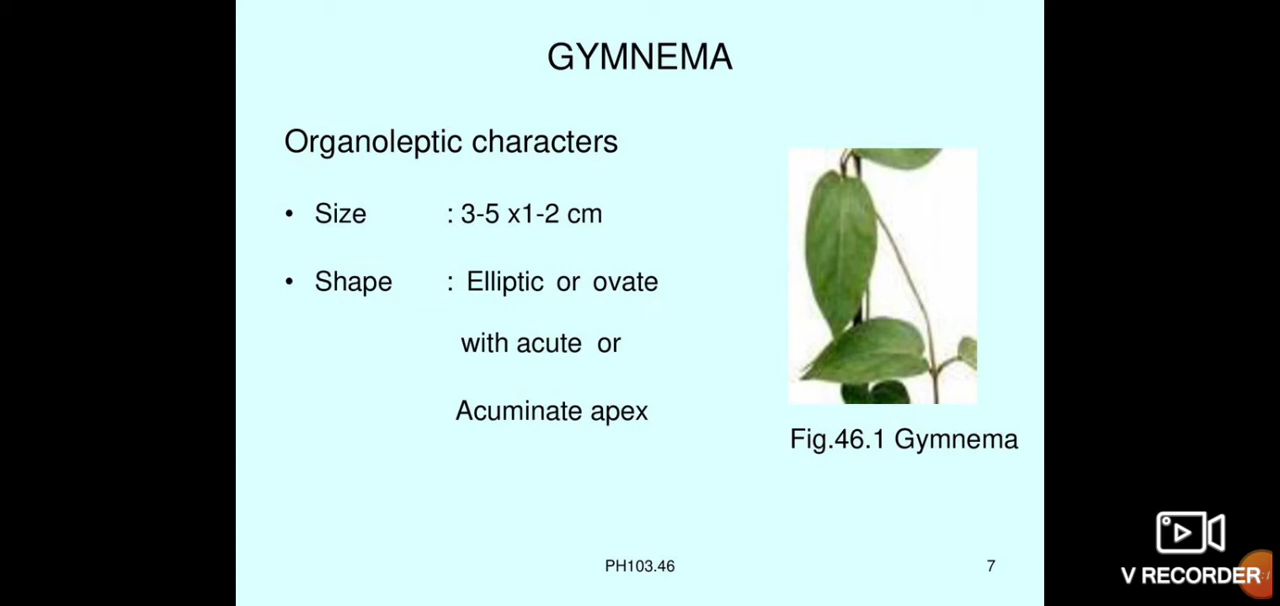 GYMNEMA
Organoleptic characters
• Size : 3-5 x1-2 cm
• Shape : Elliptic or ovate
with acute or
Acuminate apex
Fig.46.1 Gymnema
PH103.46
7
V RECORDER